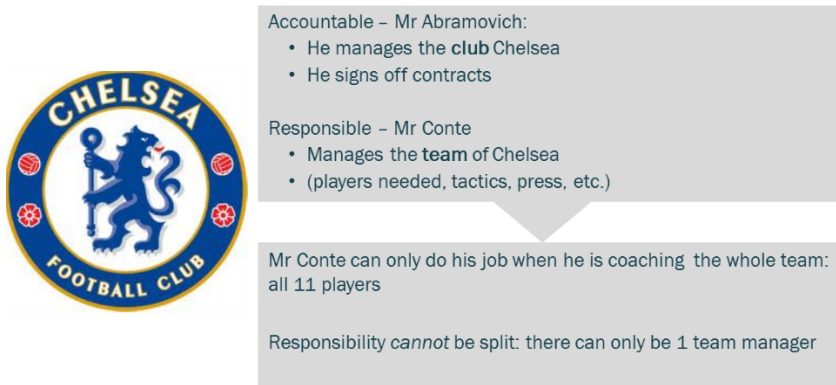 CHELSEA
FOOTBALL CLUB
Accountable – Mr Abramovich:
• He manages the club Chelsea
• He signs off contracts
Responsible – Mr Conte
• Manages the team of Chelsea
• (players needed, tactics, press, etc.)
Mr Conte can only do his job when he is coaching the whole team:
all 11 players
Responsibility cannot be split: there can only be 1 team manager